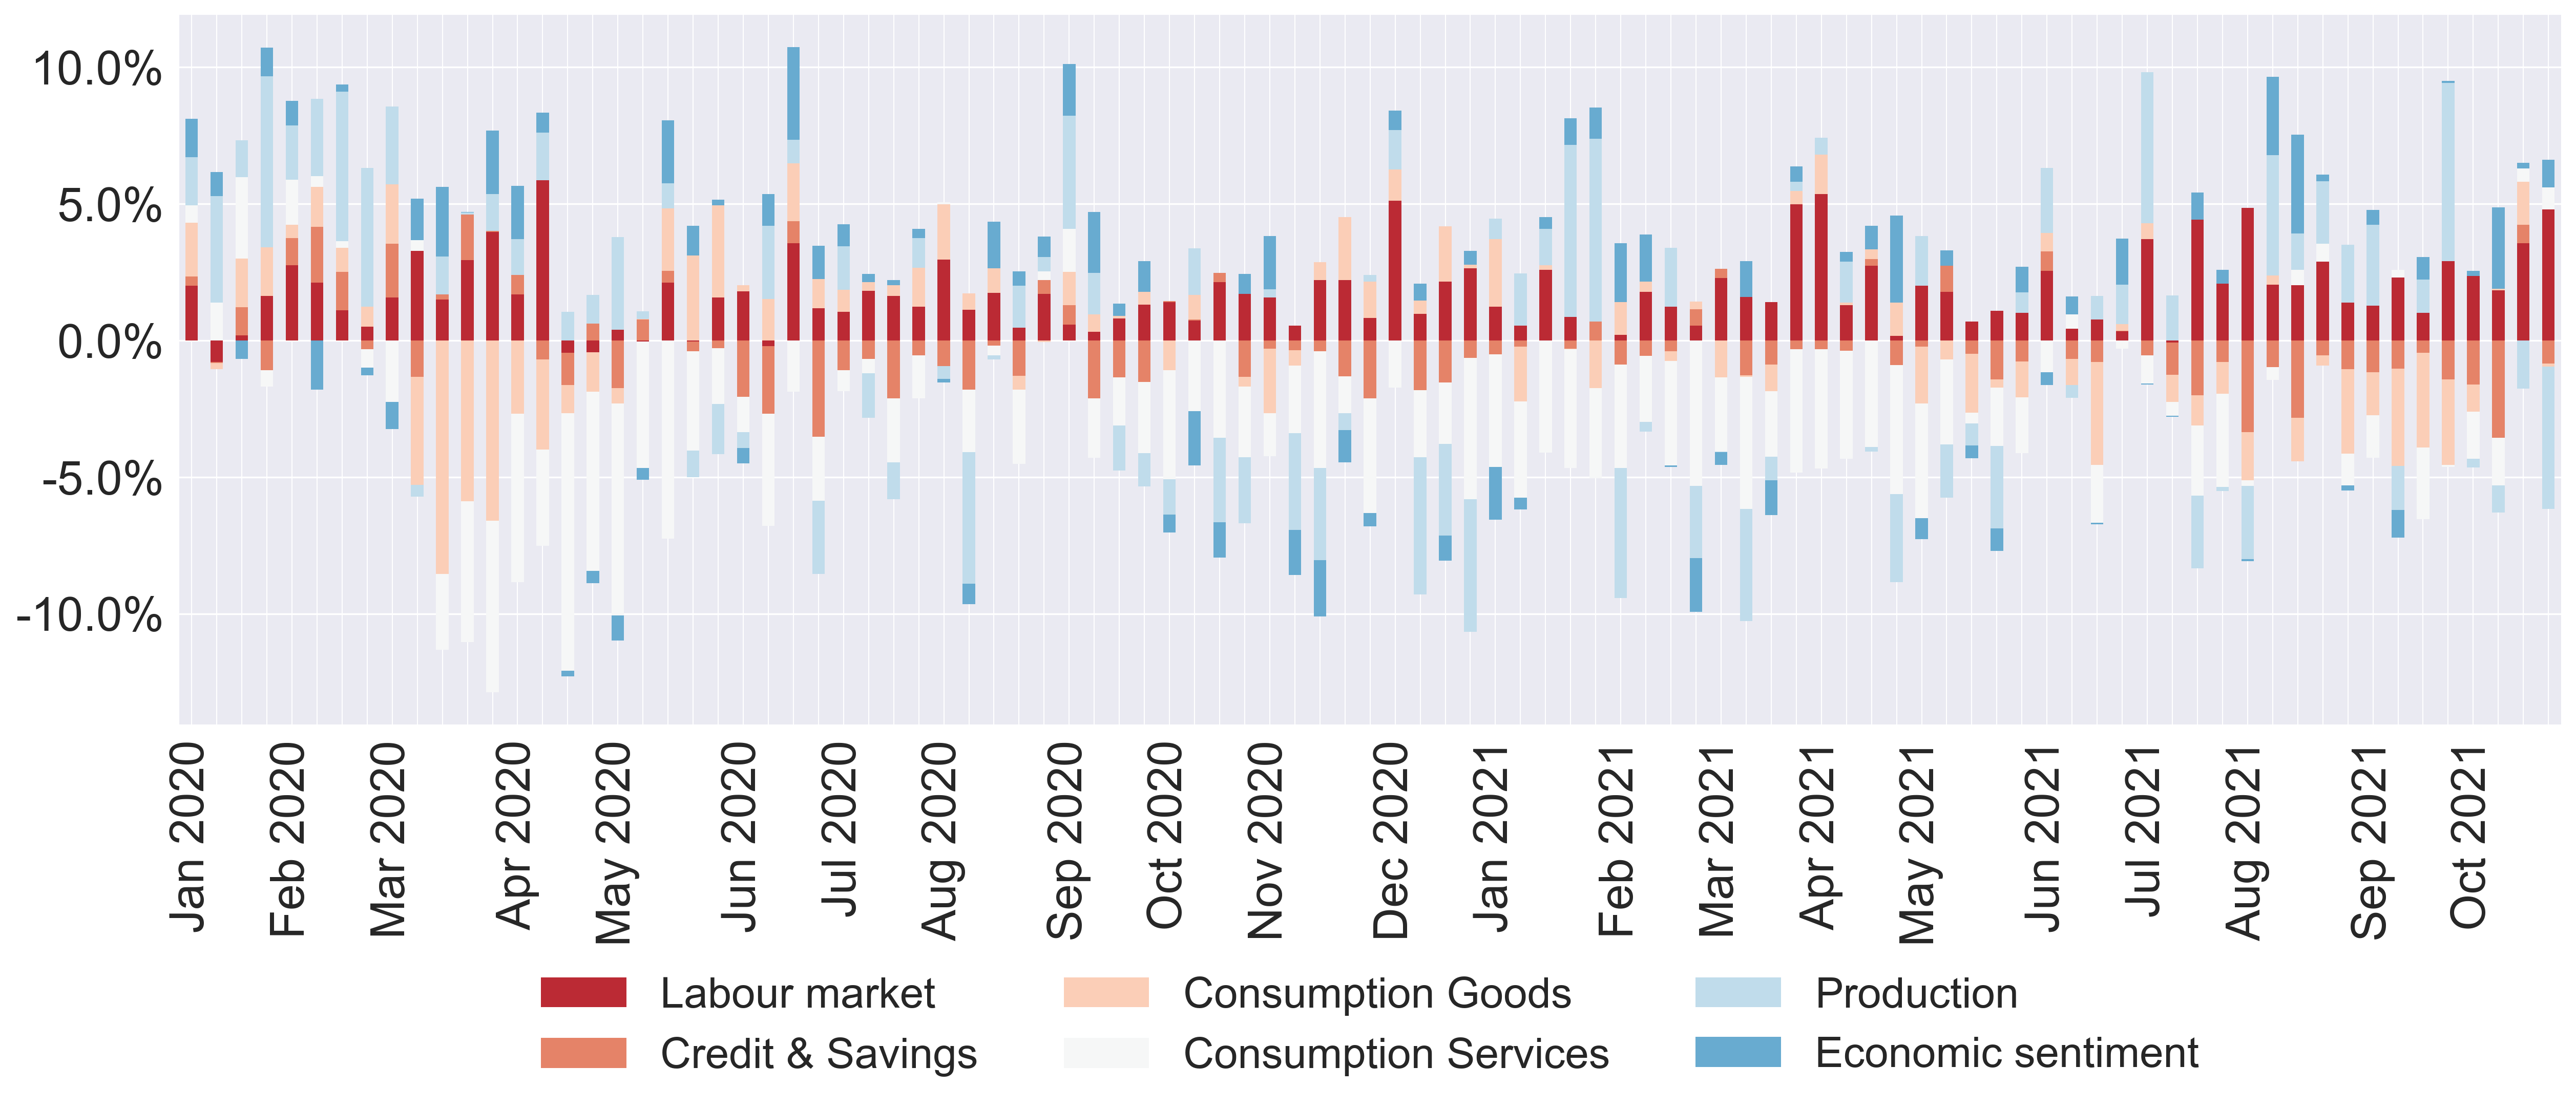 10.0%
5.0%
0.0%
-5.0%
-10.0%
Jan 2020
Feb 2020
Mar 2020
Apr 2020
May 2020
Jun 2020
Jul 2020
Aug 2020
Sep 2020
Oct 2020
Nov 2020
Dec 2020
Jan 2021
Feb 2021
Mar 2021
Apr 2021
May 2021
Jun 2021
Jul 2021
Aug 2021
Sep 2021
Oct 2021
Labour market
Consumption Goods
Production
Credit & Savings
Consumption Services
Economic sentiment